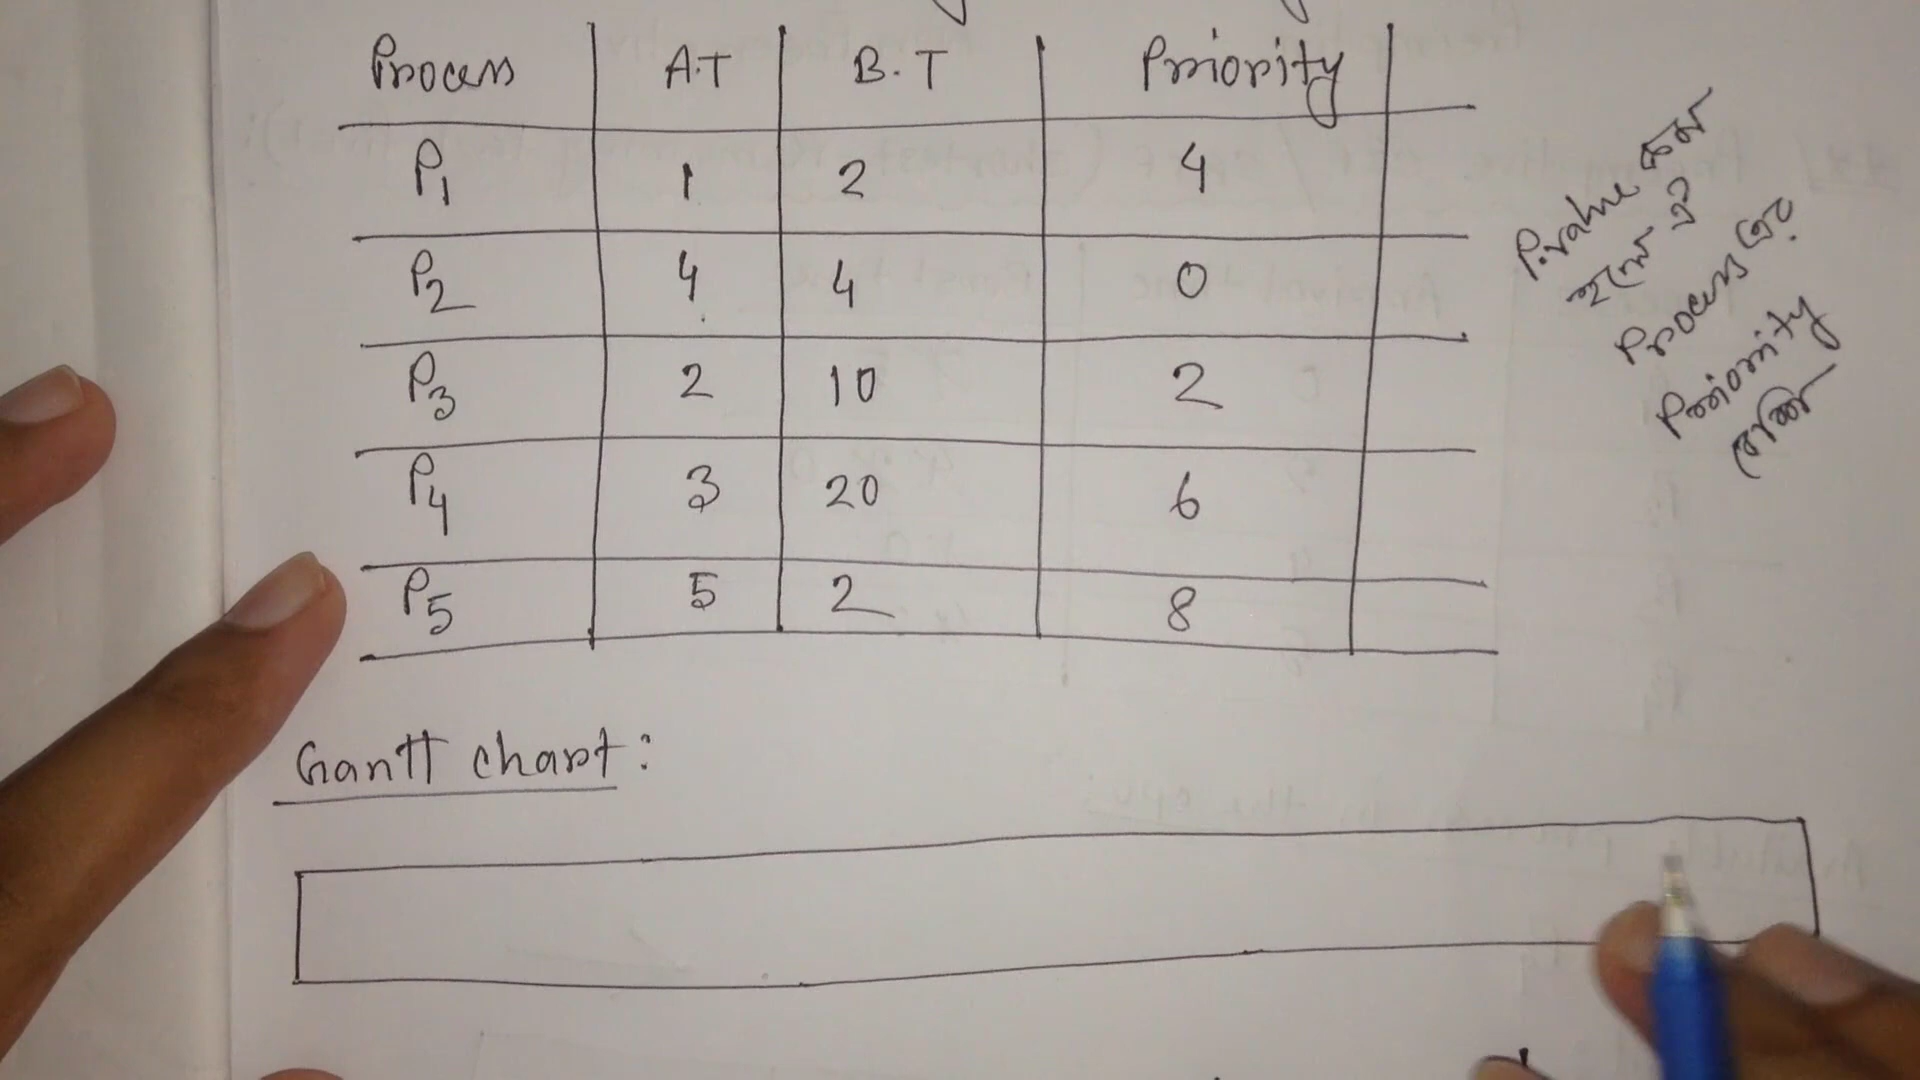 Process A.T B.T Priority
P1 1 2 4
P2 4 4 0
P3 2 10 2
P4 3 20 6
P5 5 2 8
P.value কম
হলে ঐ
Process এর
Priority
বেশি
Gantt chart: